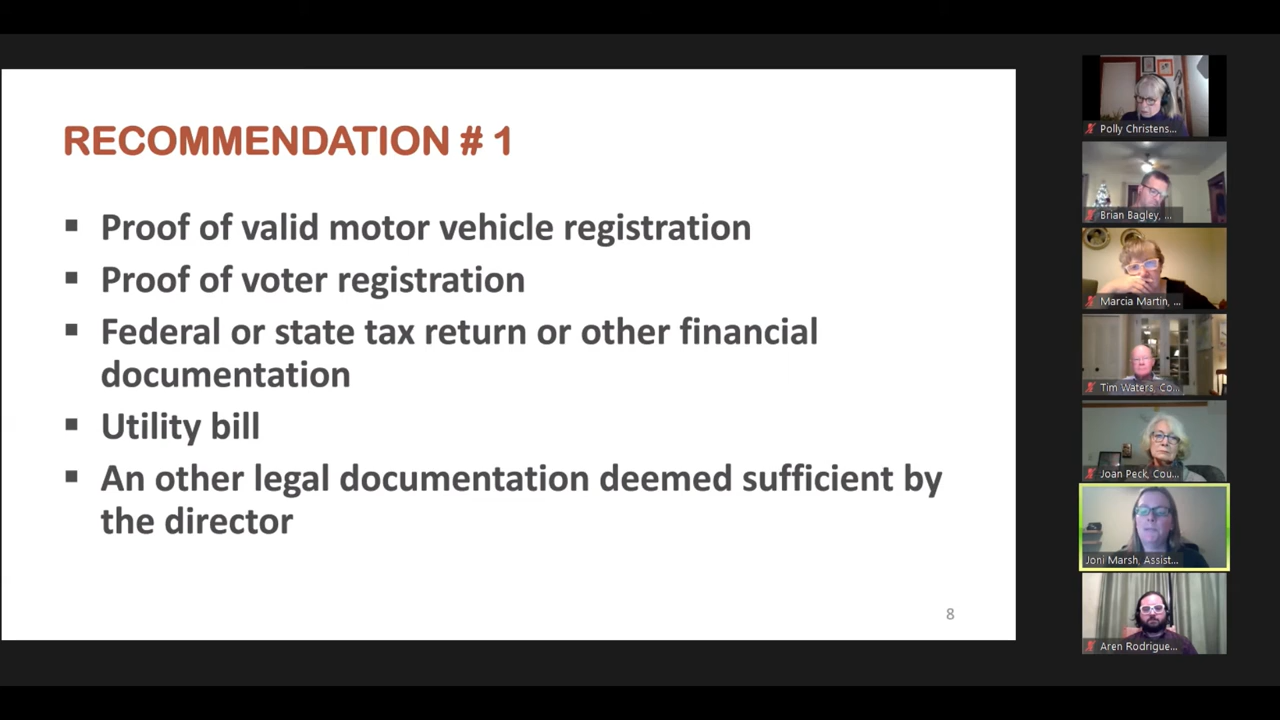 RECOMMENDATION # 1
▪ Proof of valid motor vehicle registration
▪ Proof of voter registration
▪ Federal or state tax return or other financial
documentation
▪ Utility bill
▪ An other legal documentation deemed sufficient by
the director
8
Polly Christens...
Brian Bagley, ...
Marcia Martin, ...
Tim Waters, Co...
Joan Peck, Cou...
Joni Marsh, Assist...
Aren Rodrigue...